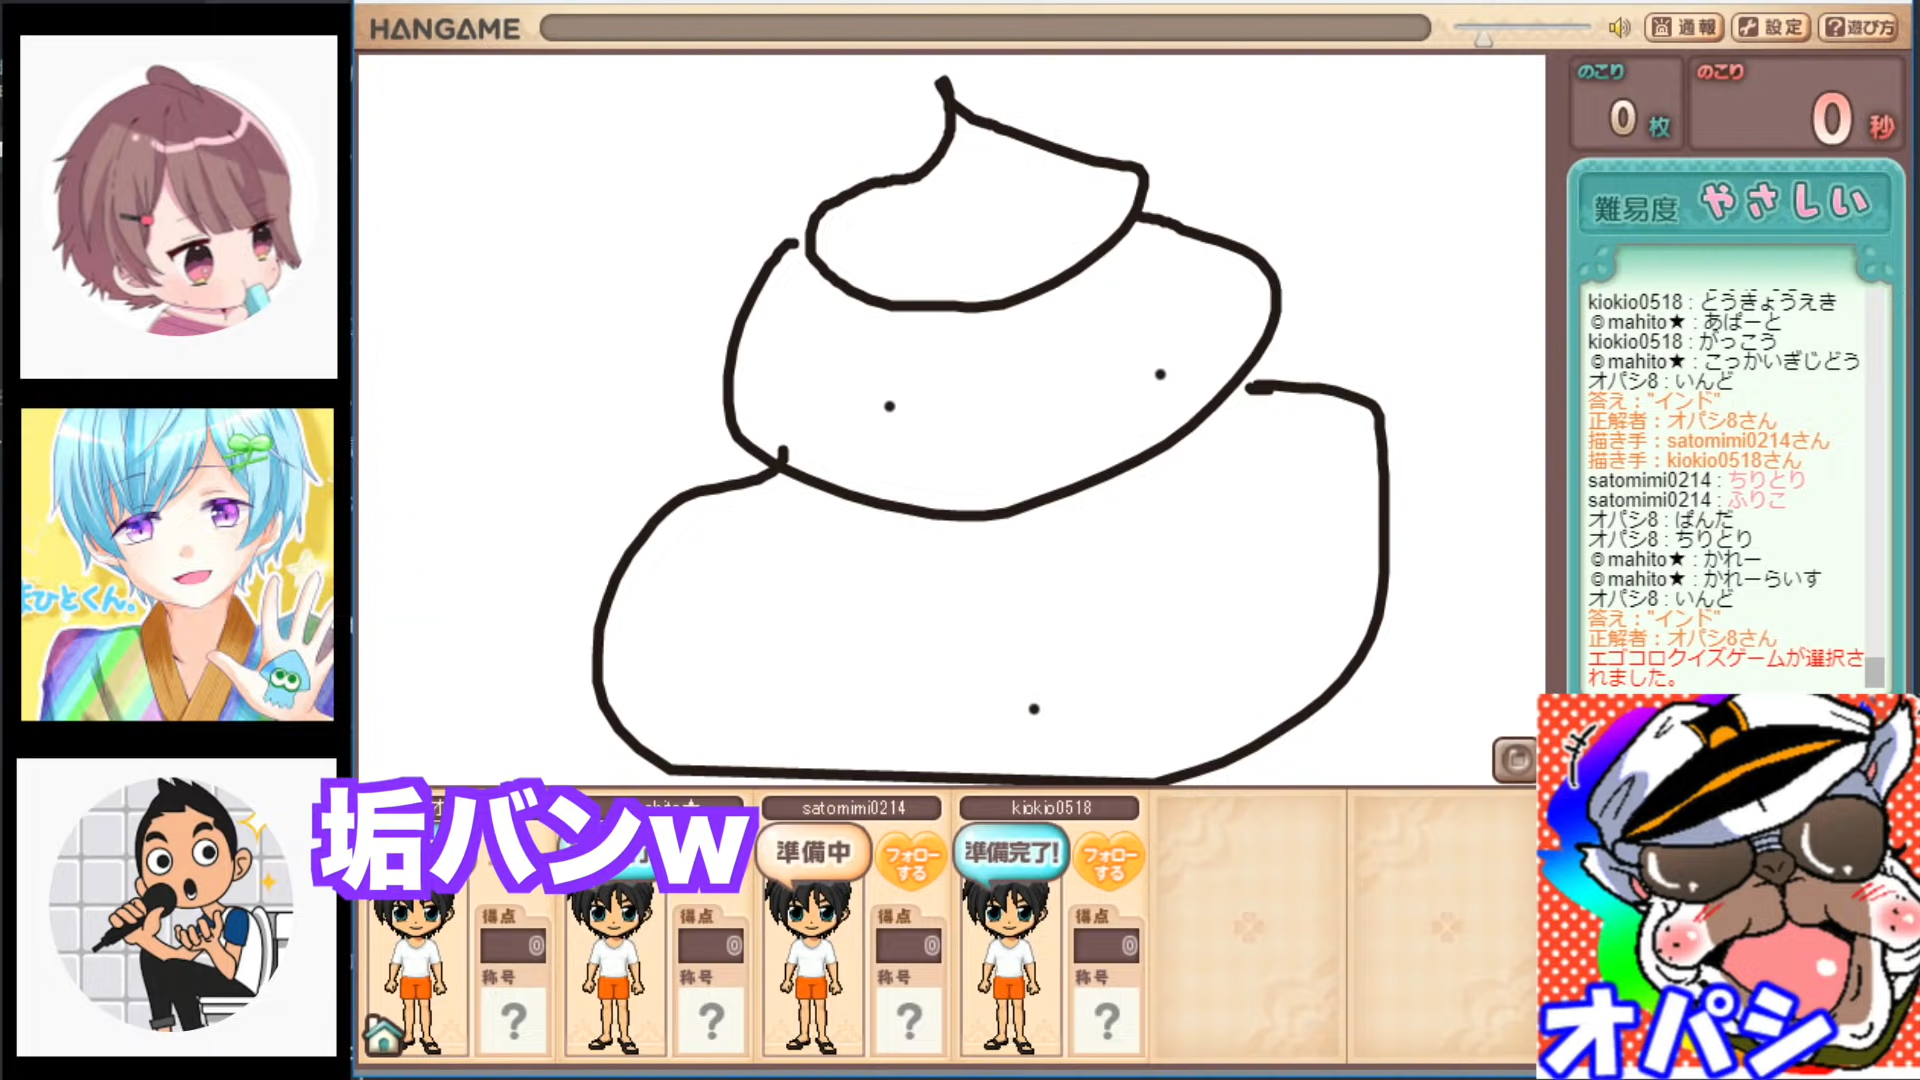 HANGAME
通報
設定
遊び方
のこり
0枚
のこり
0秒
難易度 やさしい
kiokio0518 : とうきょうえき
©mahito★ : あぱーと
kiokio0518 : がっこう
©mahito★ : こっかいぎじどう
オパシ8 : いんど
答え："インド"
正解者：オパシ8さん
描き手：satomimi0214さん
描き手：kiokio0518さん
satomimi0214 : ちりとり
satomimi0214 : ふりこ
オパシ8 : ぱんだ
オパシ8 : ちりとり
©mahito★ : かれー
©mahito★ : かれーらいす
オパシ8 : いんど
答え："インド"
正解者：オパシ8さん
エゴコロクイズゲームが選択さ
れました。
ひとくん。
垢バンw
satomimi0214
kiokio0518
準備中
フォロー
する
準備完了!
フォロー
する
得点
0
称号
?
得点
0
称号
?
得点
0
称号
?
得点
0
称号
?
オパシ